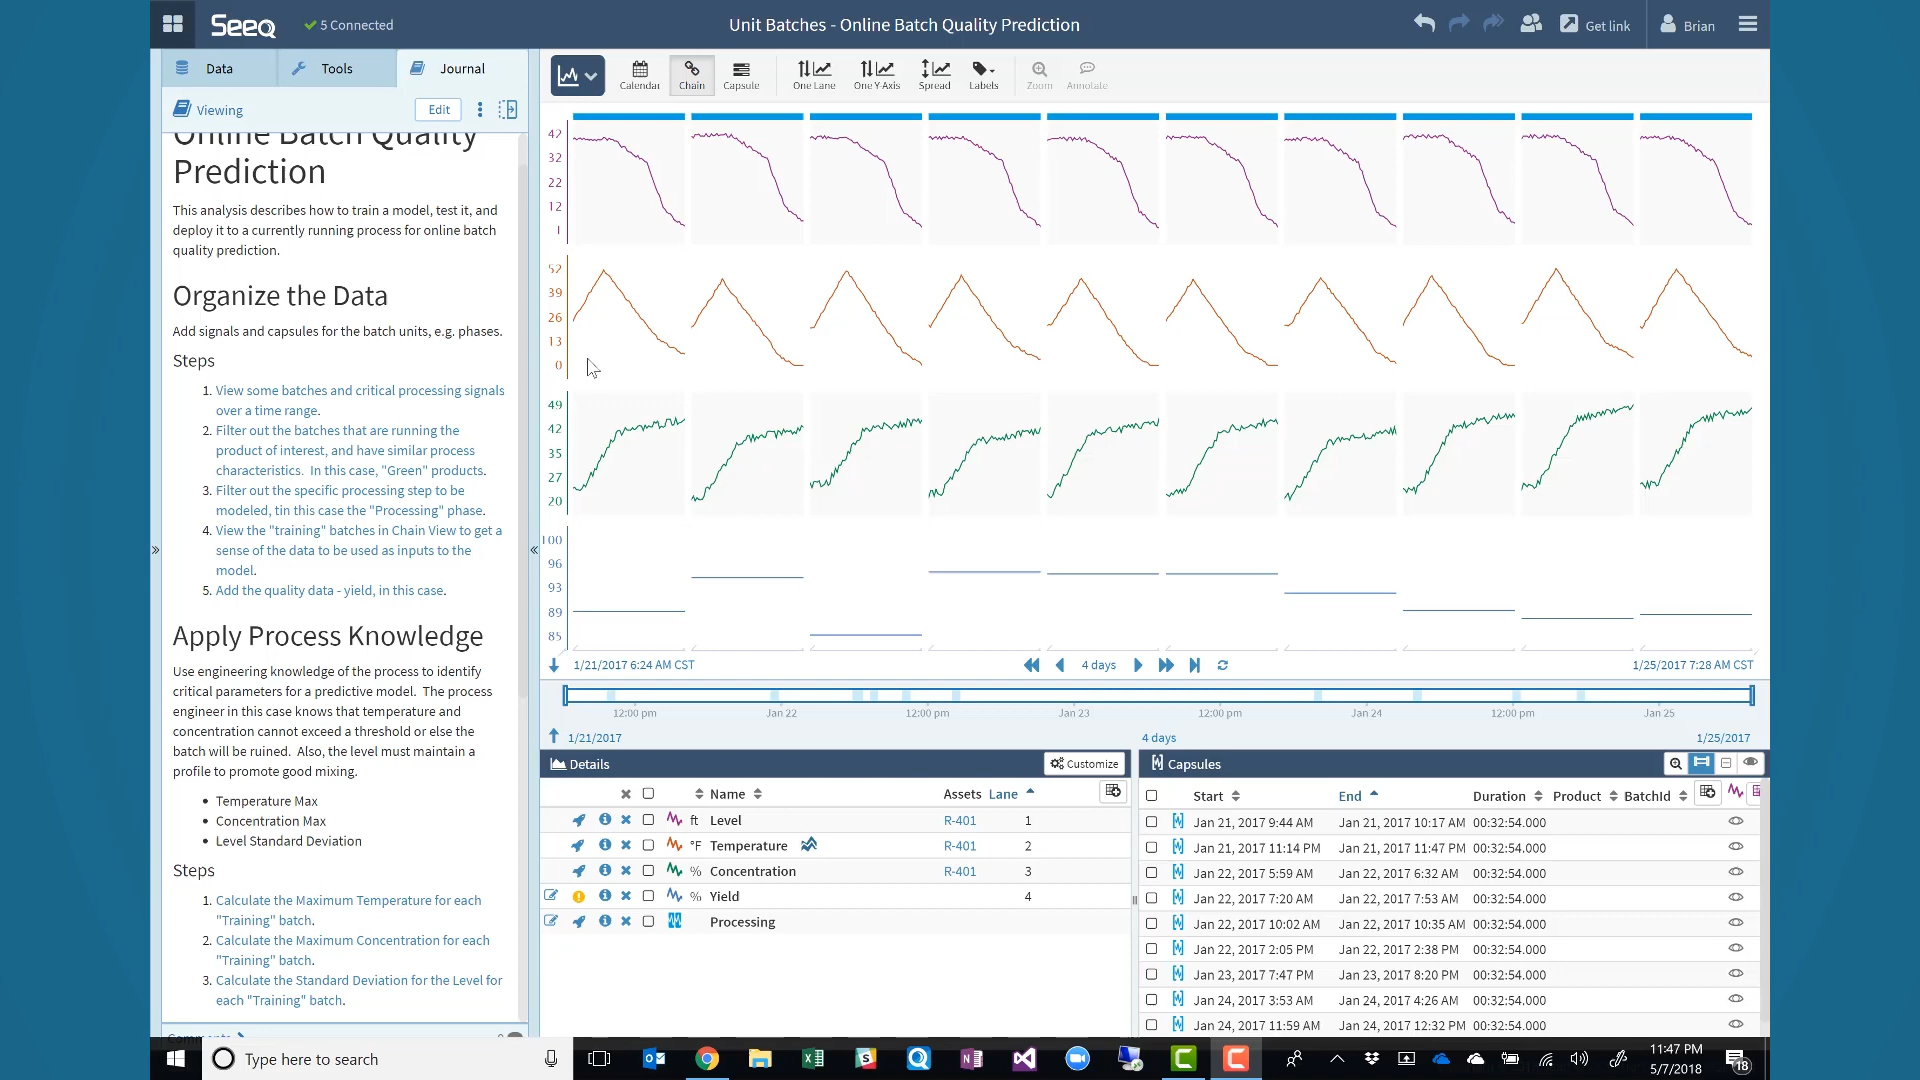 Seeq
5 Connected
Unit Batches - Online Batch Quality Prediction
Get link
Brian
Data
Tools
Journal
Viewing
Edit
Calendar
Chain
Capsule
One Lane
One Y-Axis
Spread
Labels
Zoom
Annotate
Online Batch Quality
Prediction
This analysis describes how to train a model, test it, and
deploy it to a currently running process for online batch
quality prediction.
Organize the Data
Add signals and capsules for the batch units, e.g. phases.
Steps
1. View some batches and critical processing signals
over a time range.
2. Filter out the batches that are running the
product of interest, and have similar process
characteristics. In this case, "Green" products.
3. Filter out the specific processing step to be
modeled, tin this case the "Processing" phase.
4. View the "training" batches in Chain View to get a
sense of the data to be used as inputs to the
model.
5. Add the quality data - yield, in this case.
Apply Process Knowledge
Use engineering knowledge of the process to identify
critical parameters for a predictive model. The process
engineer in this case knows that temperature and
concentration cannot exceed a threshold or else the
batch will be ruined. Also, the level must maintain a
profile to promote good mixing.
• Temperature Max
• Concentration Max
• Level Standard Deviation
Steps
1. Calculate the Maximum Temperature for each
"Training" batch.
2. Calculate the Maximum Concentration for each
"Training" batch.
3. Calculate the Standard Deviation for the Level for
each "Training" batch.
42
32
22
12
1
52
39
26
13
0
49
42
35
27
20
100
96
93
89
85
1/21/2017 6:24 AM CST
4 days
1/25/2017 7:28 AM CST
12:00 pm
Jan 22
12:00 pm
Jan 23
12:00 pm
Jan 24
12:00 pm
Jan 25
1/21/2017
4 days
1/25/2017
Details
Customize
Name
Assets
Lane
ft Level R-401 1
°F Temperature R-401 2
% Concentration R-401 3
% Yield 4
Processing
Capsules
Start
End
Duration
Product
BatchId
Jan 21, 2017 9:44 AM Jan 21, 2017 10:17 AM 00:32:54.000
Jan 21, 2017 11:14 PM Jan 21, 2017 11:47 PM 00:32:54.000
Jan 22, 2017 5:59 AM Jan 22, 2017 6:32 AM 00:32:54.000
Jan 22, 2017 7:20 AM Jan 22, 2017 7:53 AM 00:32:54.000
Jan 22, 2017 10:02 AM Jan 22, 2017 10:35 AM 00:32:54.000
Jan 22, 2017 2:05 PM Jan 22, 2017 2:38 PM 00:32:54.000
Jan 23, 2017 7:47 PM Jan 23, 2017 8:20 PM 00:32:54.000
Jan 24, 2017 3:53 AM Jan 24, 2017 4:26 AM 00:32:54.000
Jan 24, 2017 11:59 AM Jan 24, 2017 12:32 PM 00:32:54.000
Type here to search
11:47 PM
5/7/2018
18